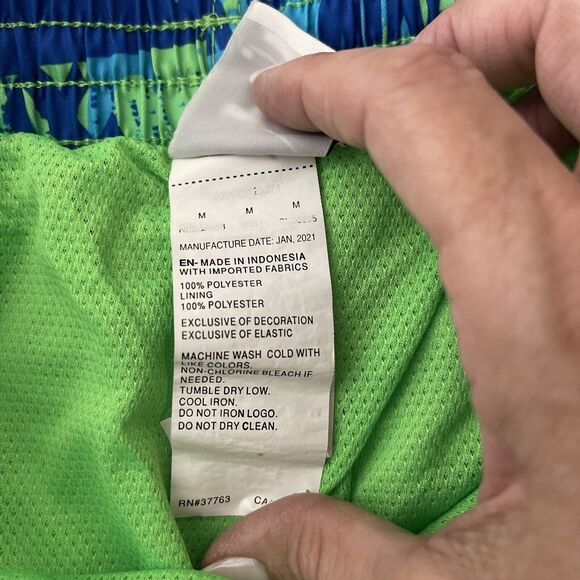 M M M
MANUFACTURE DATE: JAN, 2021
EN- MADE IN INDONESIA
WITH IMPORTED FABRICS
100% POLYESTER
LINING
100% POLYESTER
EXCLUSIVE OF DECORATION
EXCLUSIVE OF ELASTIC
MACHINE WASH COLD WITH
LIKE COLORS.
NON-CHLORINE BLEACH IF
NEEDED.
TUMBLE DRY LOW.
COOL IRON.
DO NOT IRON LOGO.
DO NOT DRY CLEAN.
RN#37763 CA